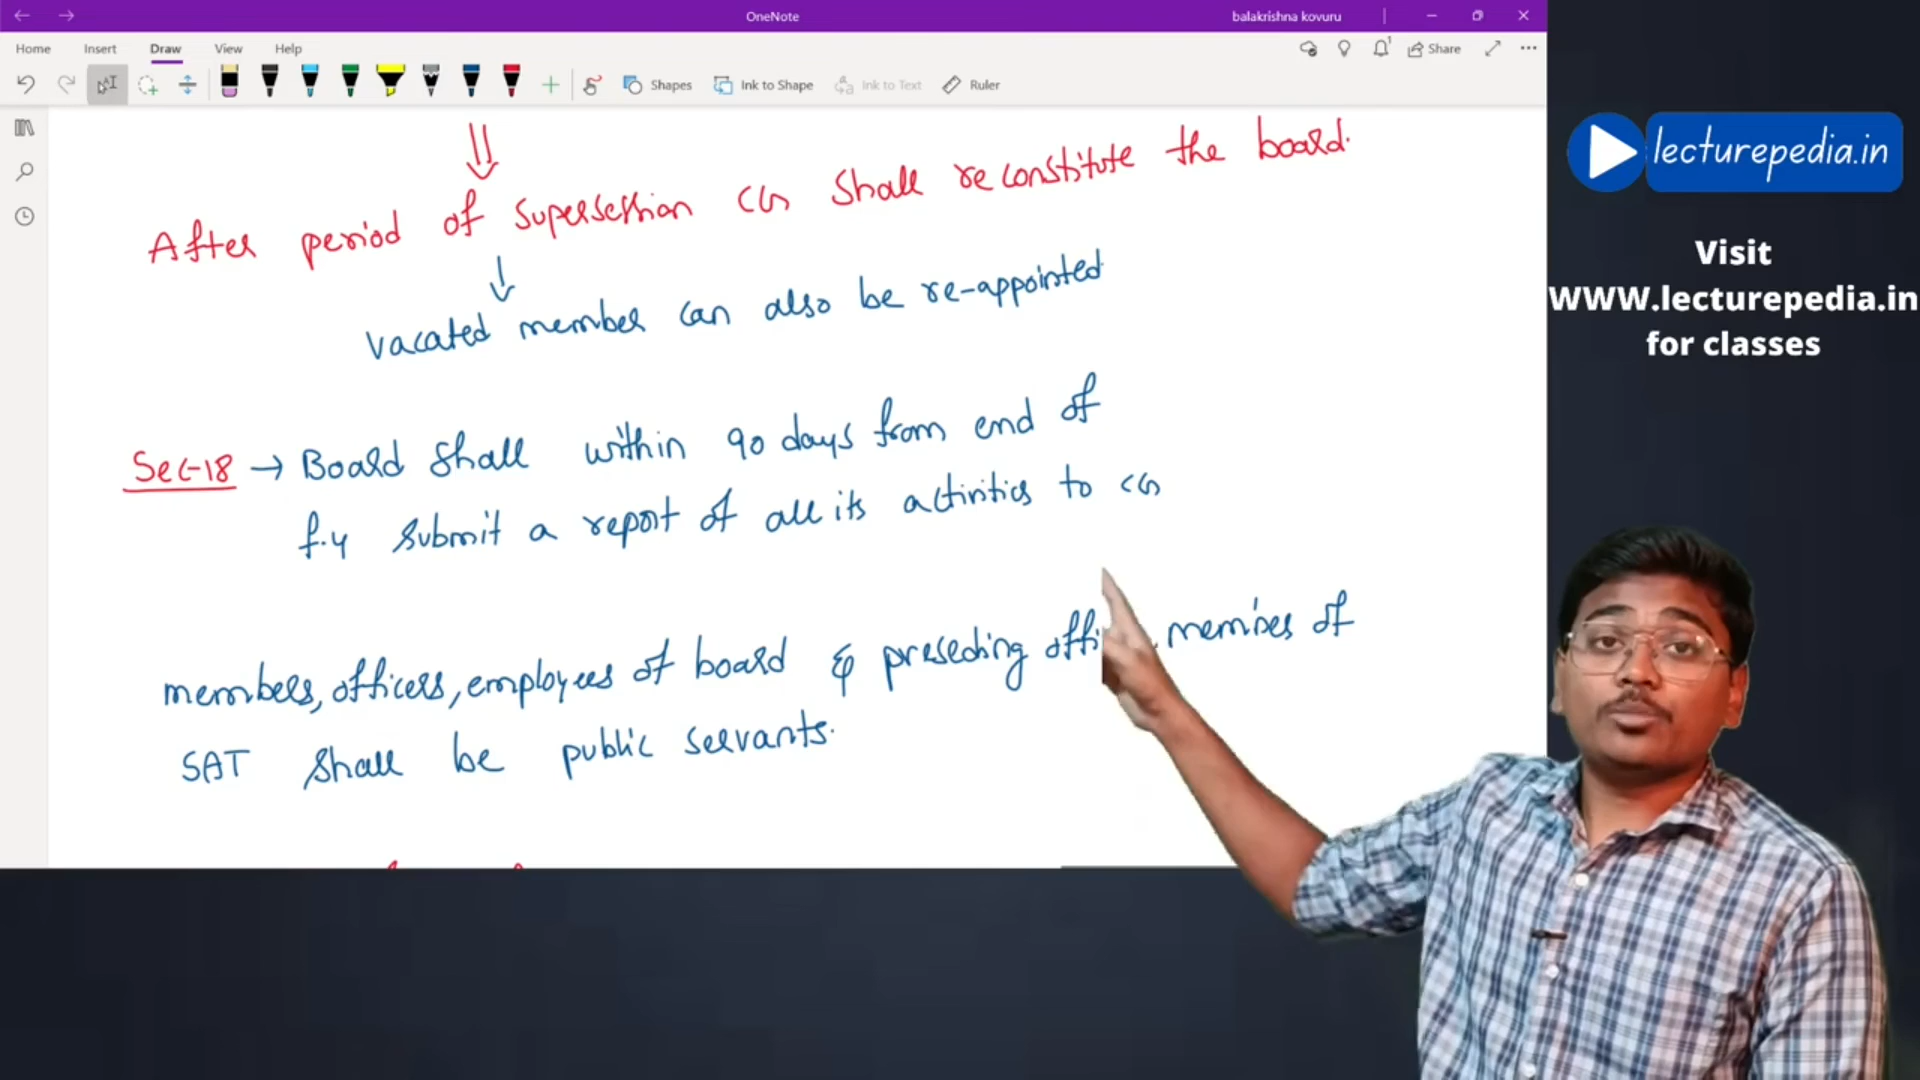 OneNote
balakrishna kovuru
Home Insert Draw View Help
1
Share
Shapes Ink to Shape Ink to Text Ruler
lecturepedia.in
Visit
WWW.lecturepedia.in
for classes
After period of supersession CG shall reconstitute the board.
vacated member can also be re-appointed
Sec-18 → Board shall within 90 days from end of
f.y submit a report of all its activities to CG
members, officers, employees of board & preseding members of
SAT shall be public servants.